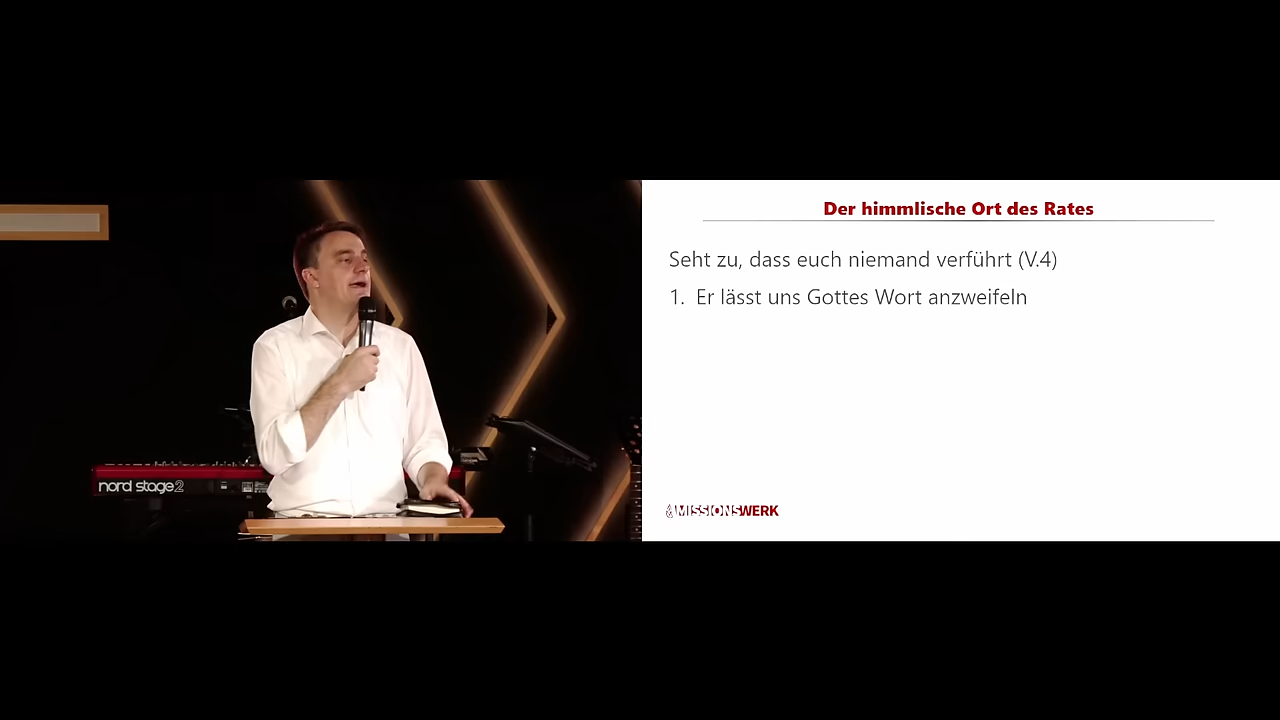 Der himmlische Ort des Rates
Seht zu, dass euch niemand verführt (V.4)
1. Er lässt uns Gottes Wort anzweifeln
nord stage2
MISSIONSWERK